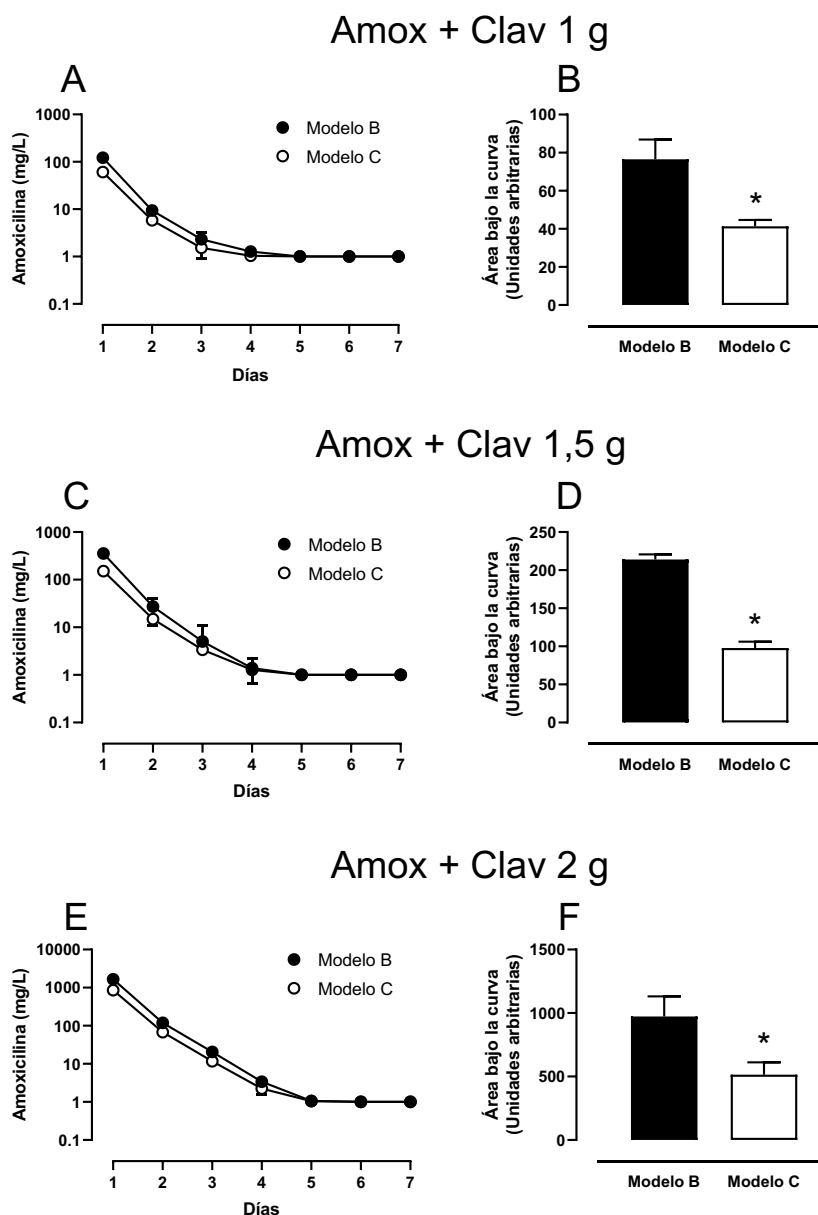 Amox + Clav 1 g
A
Amoxicilina (mg/L)
1000
100
10
1
0.1
Modelo B
Modelo C
1 2 3 4 5 6 7
Días
B
Área bajo la curva
(Unidades arbitrarias)
100
80
60
40
20
0
*
Modelo B Modelo C
Amox + Clav 1,5 g
C
Amoxicilina (mg/L)
1000
100
10
1
0.1
Modelo B
Modelo C
1 2 3 4 5 6 7
Días
D
Área bajo la curva
(Unidades arbitrarias)
250
200
150
100
50
0
*
Modelo B Modelo C
Amox + Clav 2 g
E
Amoxicilina (mg/L)
10000
1000
100
10
1
0.1
Modelo B
Modelo C
1 2 3 4 5 6 7
Días
F
Área bajo la curva
(Unidades arbitrarias)
1500
1000
500
0
*
Modelo B Modelo C